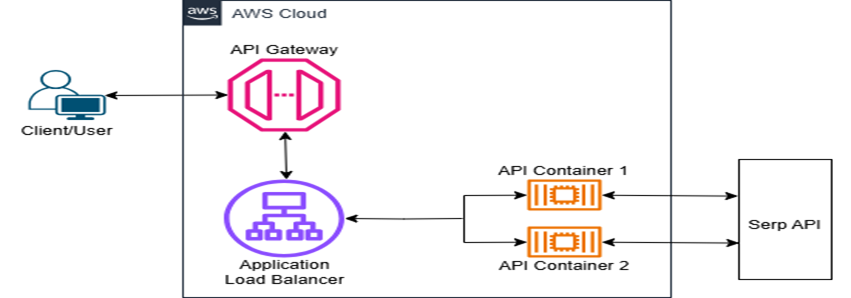 aws AWS Cloud
API Gateway
Client/User
API Container 1
Serp API
API Container 2
Application
Load Balancer